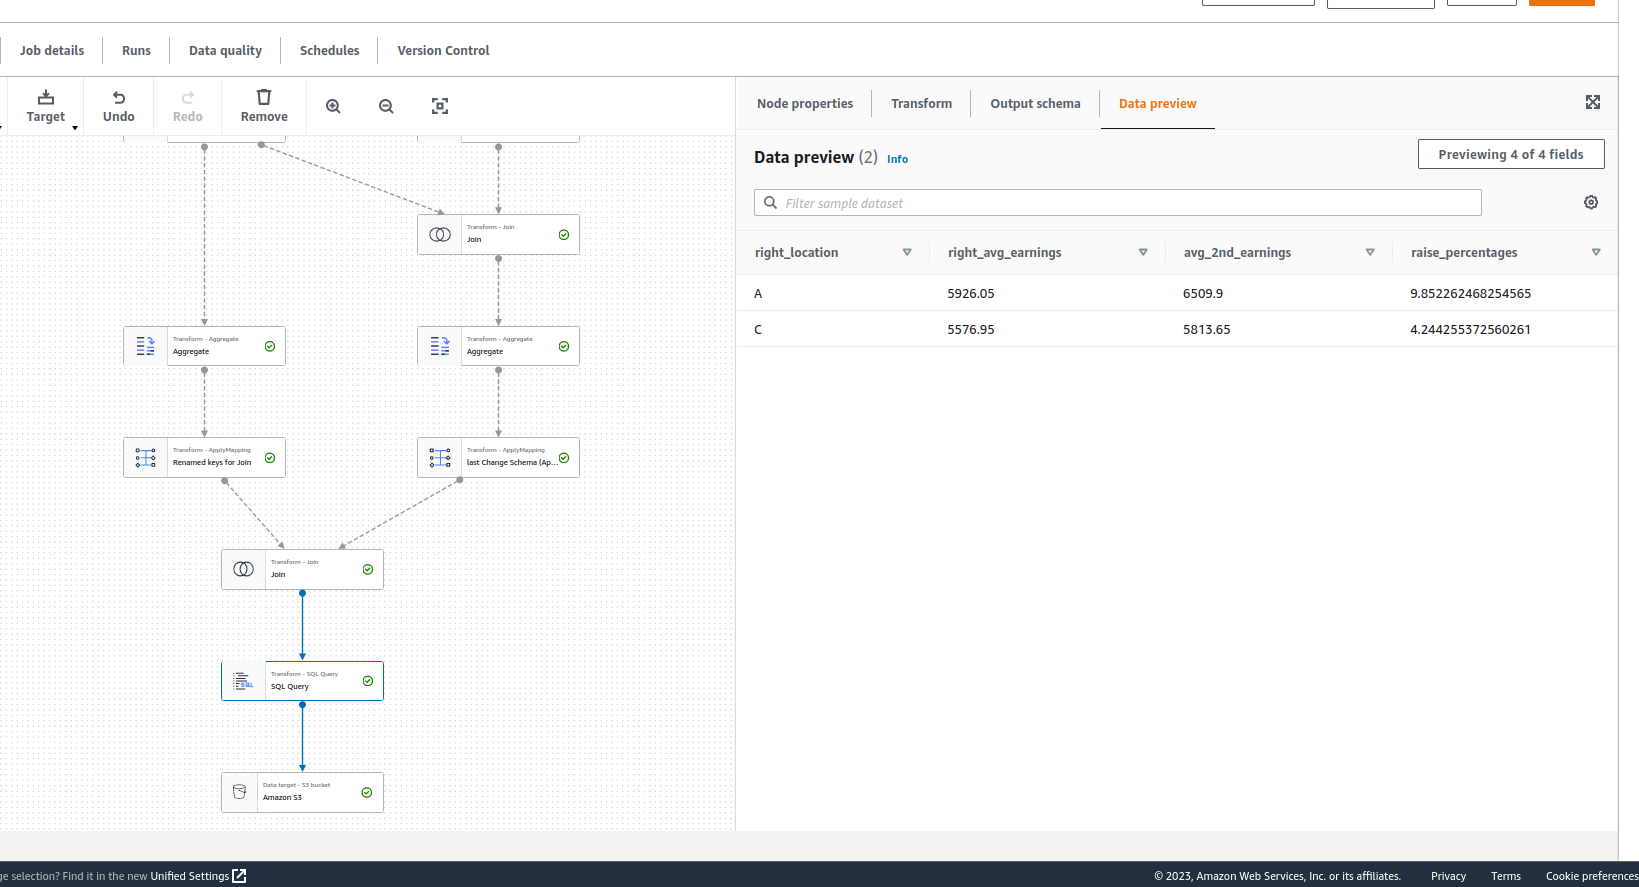 Job details
Runs
Data quality
Schedules
Version Control
Target
Undo
Redo
Remove
Node properties
Transform
Output schema
Data preview
Data preview (2) Info
Previewing 4 of 4 fields
Filter sample dataset
right_location right_avg_earnings avg_2nd_earnings raise_percentages
A 5926.05 6509.9 9.852262468254565
C 5576.95 5813.65 4.244255372560261
Transform - Join
Join
Transform - Aggregate
Aggregate
Transform - Aggregate
Aggregate
Transform - ApplyMapping
Renamed keys for Join
Transform - ApplyMapping
last Change Schema (Ap...
Transform - Join
Join
Transform - SQL Query
SQL Query
Data target - S3 bucket
Amazon S3
ge selection? Find it in the new Unified Settings
© 2023, Amazon Web Services, Inc. or its affiliates.
Privacy
Terms
Cookie preferences